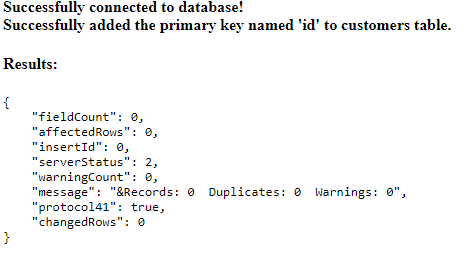 Successfully connected to database!
Successfully added the primary key named 'id' to customers table.
Results:
{
    "fieldCount": 0,
    "affectedRows": 0,
    "insertId": 0,
    "serverStatus": 2,
    "warningCount": 0,
    "message": "&Records: 0  Duplicates: 0  Warnings: 0",
    "protocol41": true,
    "changedRows": 0
}